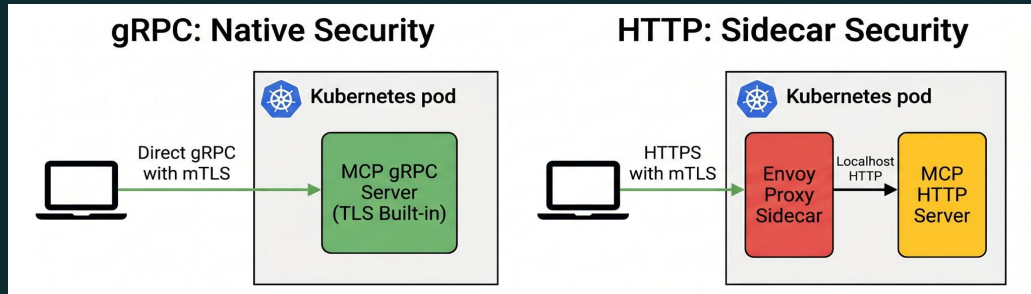 gRPC: Native Security
Kubernetes pod
Direct gRPC
with mTLS
MCP gRPC
Server
(TLS Built-in)
HTTP: Sidecar Security
Kubernetes pod
HTTPS
with mTLS
Envoy
Proxy
Sidecar
Localhost
HTTP
MCP
HTTP
Server